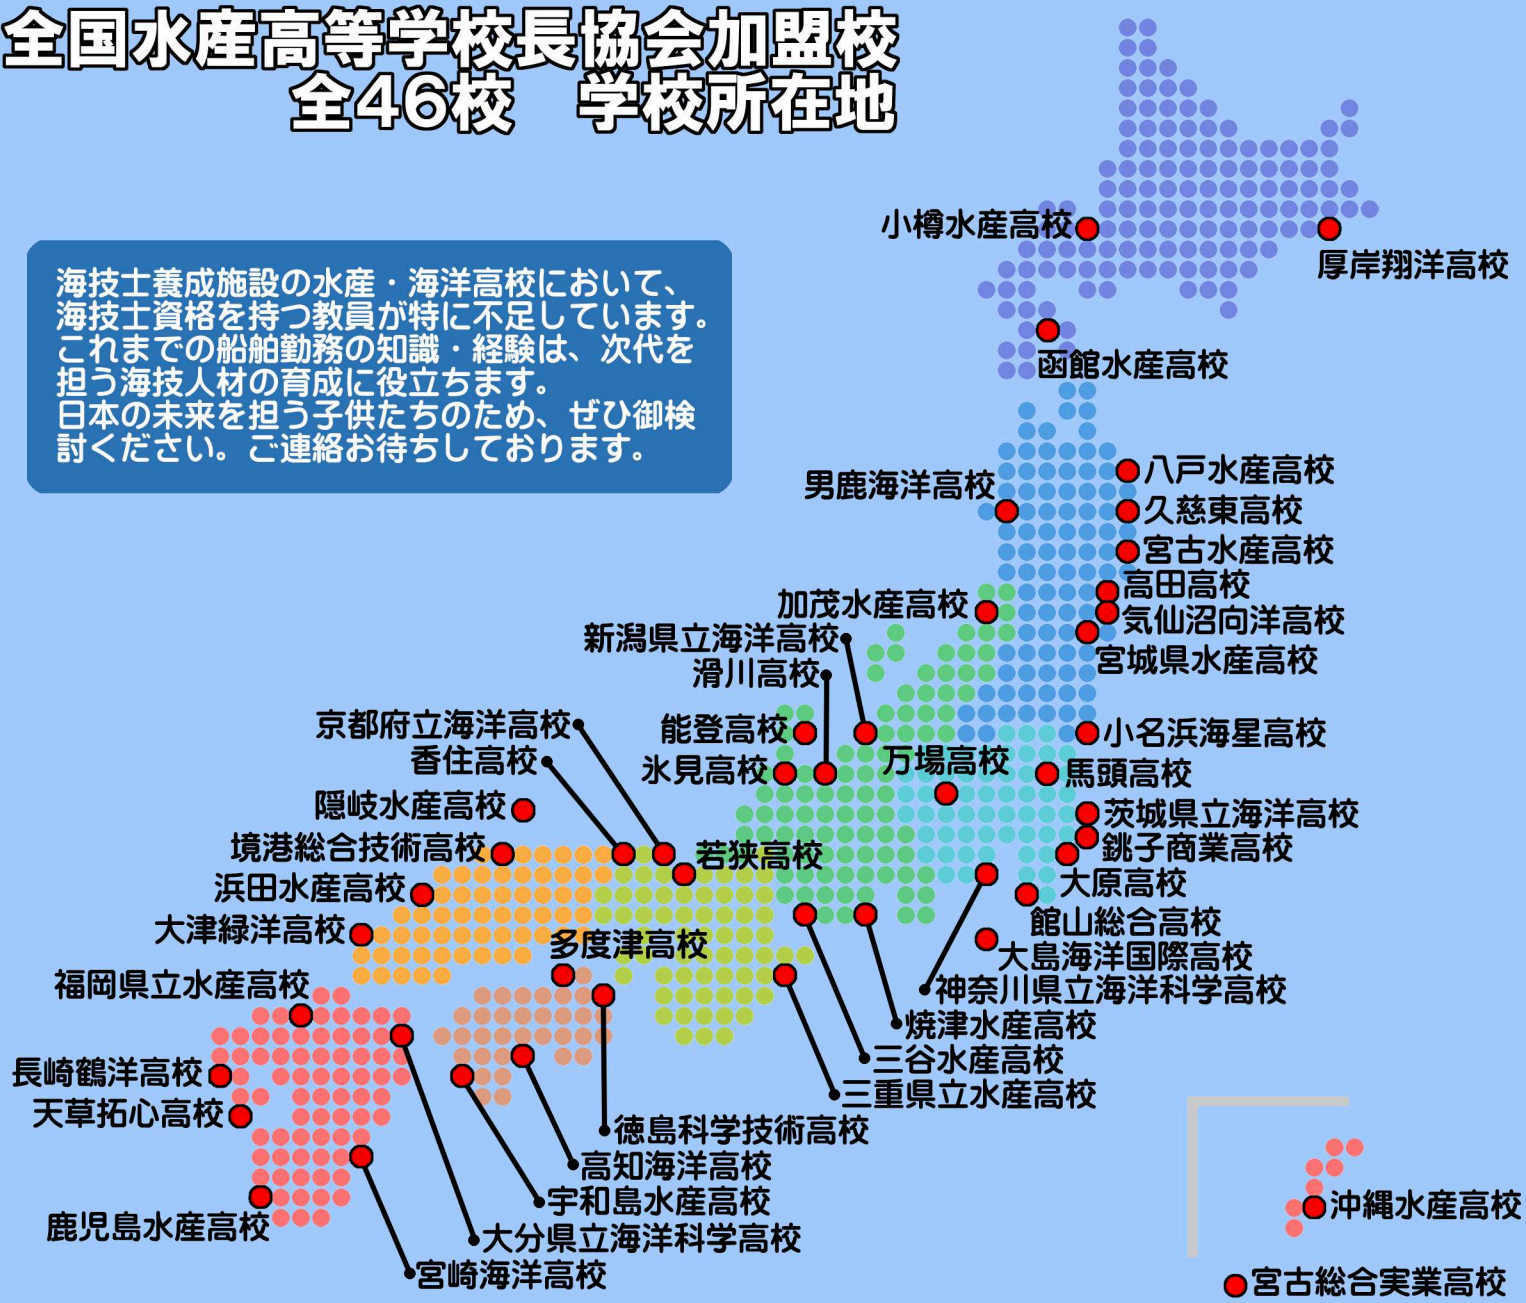 全国水産高等学校長協会加盟校
全46校　学校所在地
海技士養成施設の水産・海洋高校において、
海技士資格を持つ教員が特に不足しています。
これまでの船舶勤務の知識・経験は、次代を
担う海技人材の育成に役立ちます。
日本の未来を担う子供たちのため、ぜひ御検
討ください。ご連絡お待ちしております。
小樽水産高校
厚岸翔洋高校
函館水産高校
八戸水産高校
男鹿海洋高校
久慈東高校
宮古水産高校
高田高校
加茂水産高校
気仙沼向洋高校
新潟県立海洋高校
宮城県水産高校
滑川高校
京都府立海洋高校
能登高校
小名浜海星高校
香住高校
氷見高校
万場高校
馬頭高校
隠岐水産高校
茨城県立海洋高校
境港総合技術高校
若狭高校
銚子商業高校
浜田水産高校
大原高校
大津緑洋高校
館山総合高校
多度津高校
大島海洋国際高校
福岡県立水産高校
神奈川県立海洋科学高校
焼津水産高校
三谷水産高校
長崎鶴洋高校
三重県立水産高校
天草拓心高校
徳島科学技術高校
高知海洋高校
宇和島水産高校
沖縄水産高校
鹿児島水産高校
大分県立海洋科学高校
宮崎海洋高校
宮古総合実業高校